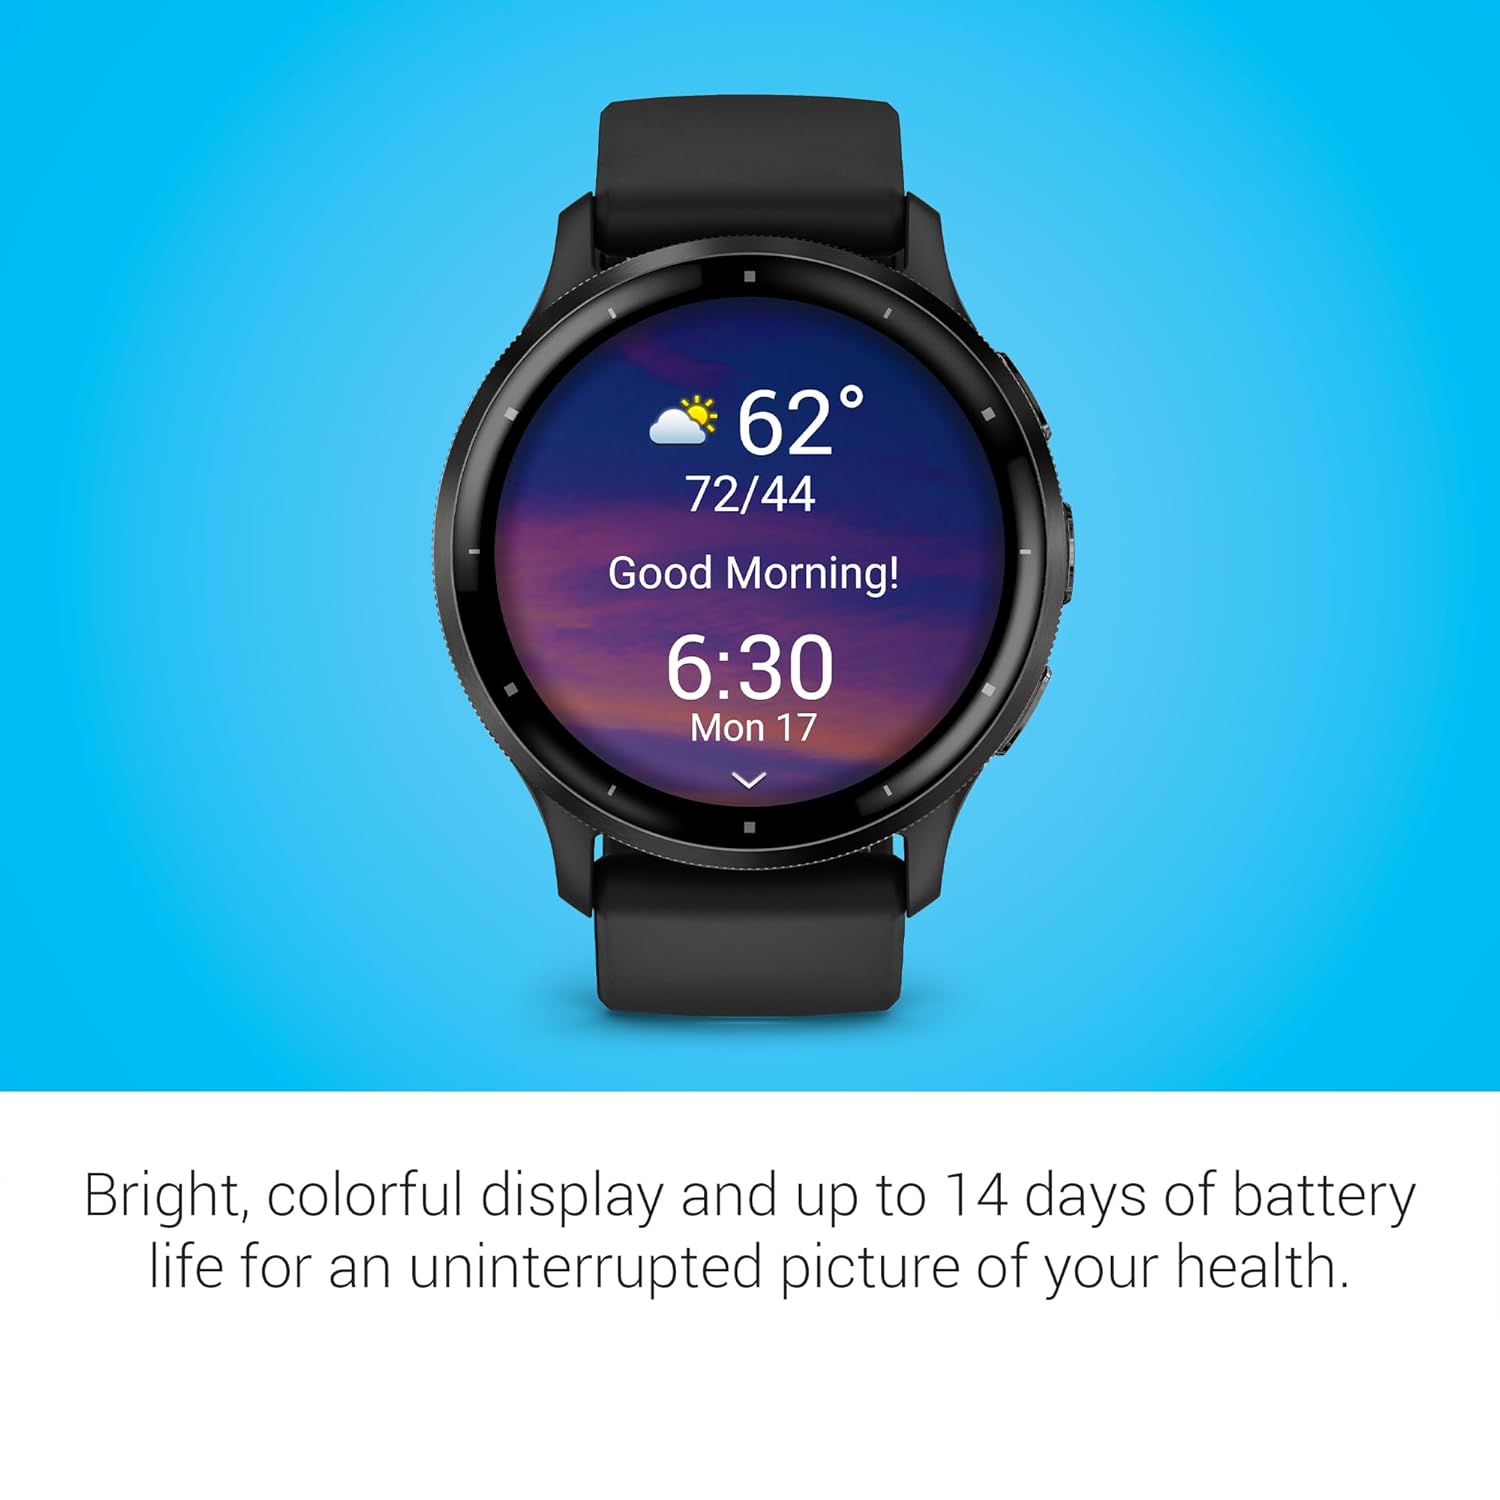 62°
72/44
Good Morning!
6:30
Mon 17
Bright, colorful display and up to 14 days of battery
life for an uninterrupted picture of your health.